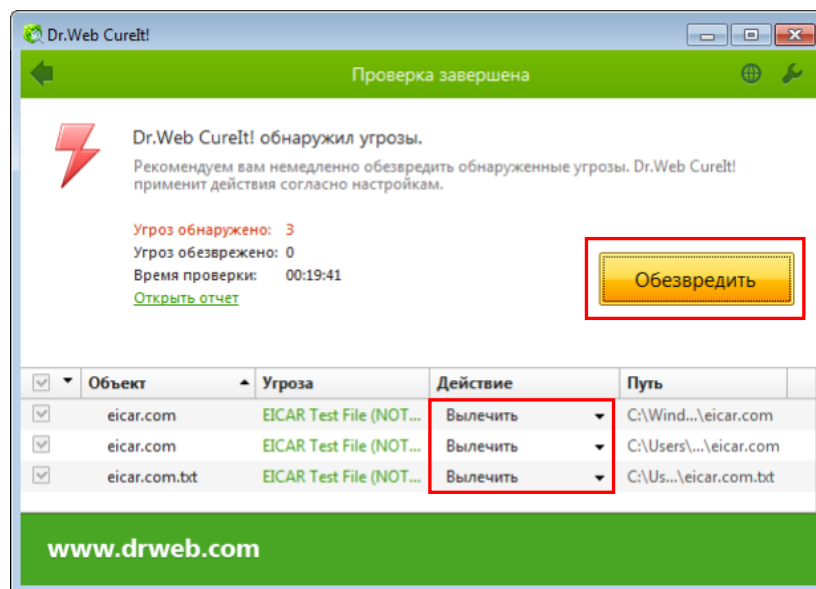 Dr.Web CureIt!
Проверка завершена
Dr.Web CureIt! обнаружил угрозы.
Рекомендуем вам немедленно обезвредить обнаруженные угрозы. Dr.Web CureIt!
применит действия согласно настройкам.
Угроз обнаружено: 3
Угроз обезврежено: 0
Время проверки: 00:19:41
Открыть отчет
Обезвредить
Объект Угроза Действие Путь
eicar.com EICAR Test File (NOT... Вылечить C:\Wind...\eicar.com
eicar.com EICAR Test File (NOT... Вылечить C:\Users\...\eicar.com
eicar.com.txt EICAR Test File (NOT... Вылечить C:\Us...\eicar.com.txt
www.drweb.com